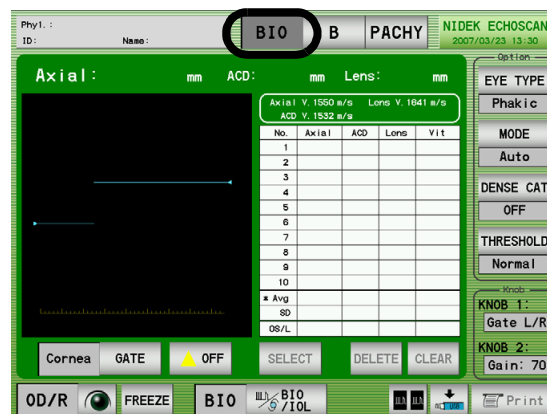 Phy1. :
ID: Name:
BIO B PACHY
NIDEK ECHOSCAN
2007/03/23 13:30
Axial: mm ACD: mm Lens: mm
Axial V. 1550 m/s Lens V. 1641 m/s
ACD V. 1532 m/s
No. Axial ACD Lens Vit
1
2
3
4
5
6
7
8
9
10
* Avg
SD
OS/L
Option
EYE TYPE
Phakic
MODE
Auto
DENSE CAT
OFF
THRESHOLD
Normal
Knob
KNOB 1:
Gate L/R
KNOB 2:
Gain: 70
Cornea GATE OFF SELECT DELETE CLEAR
OD/R FREEZE BIO BIO/IOL USB Print